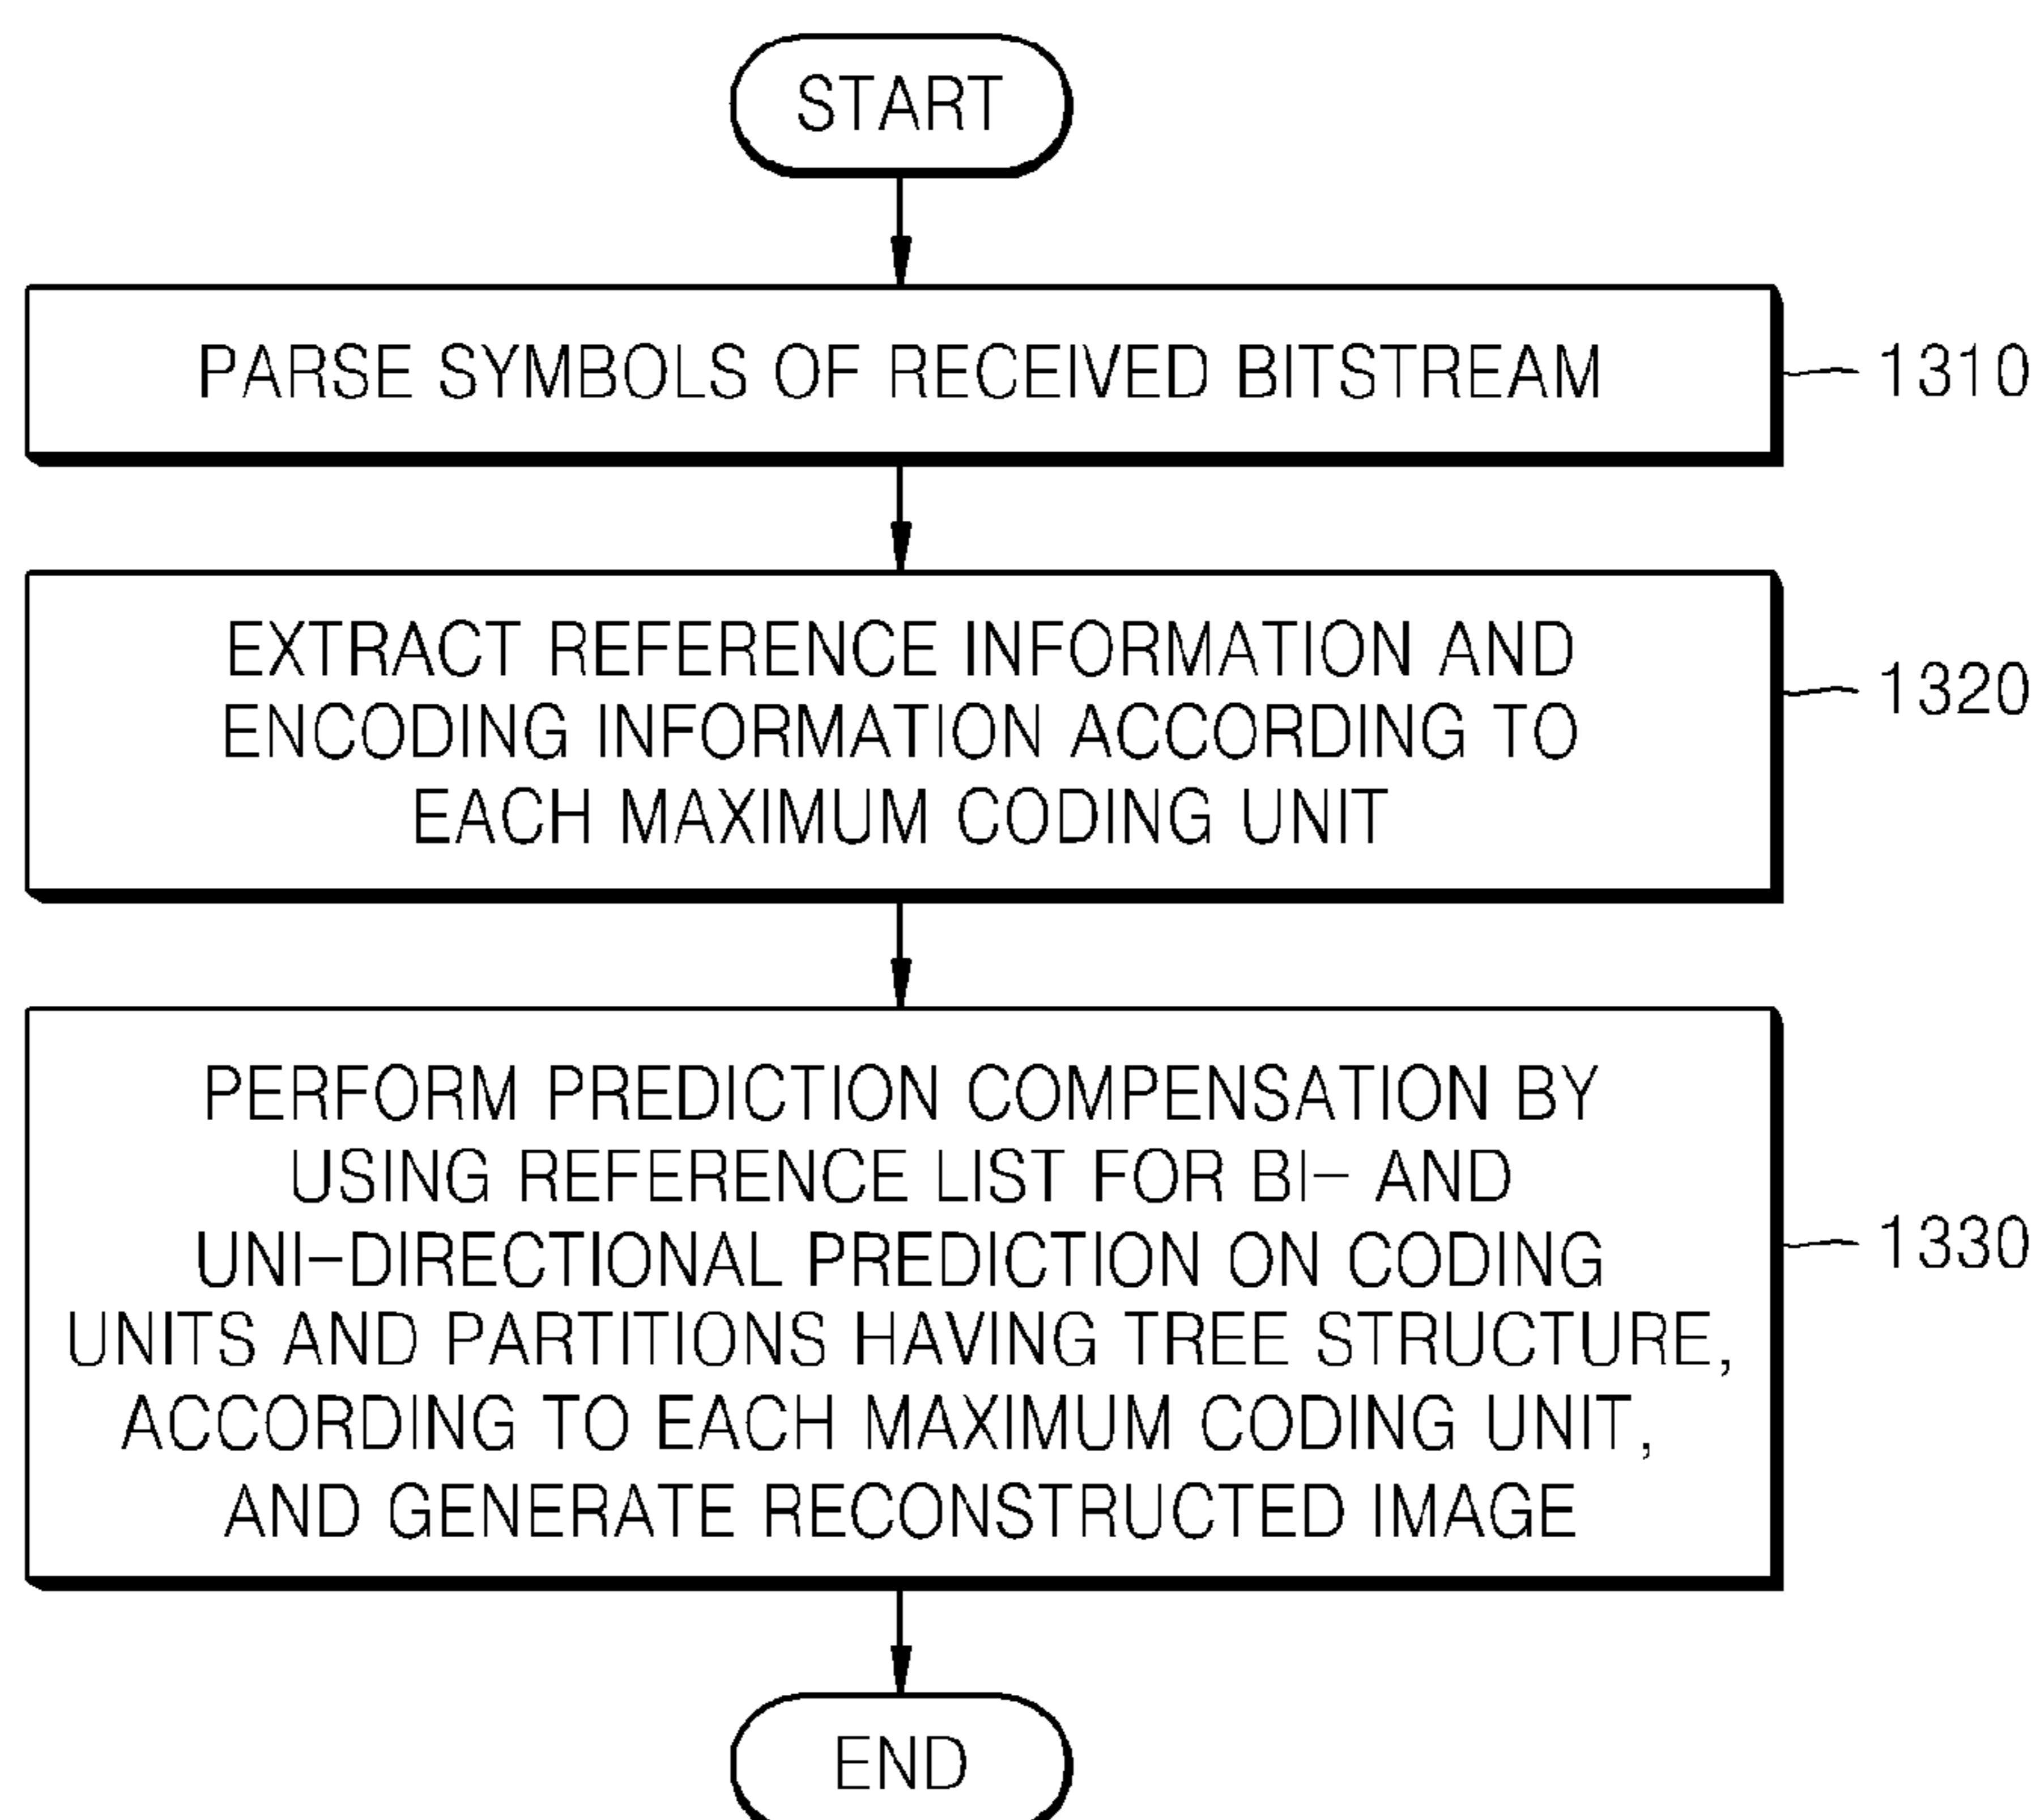 START
PARSE SYMBOLS OF RECEIVED BITSTREAM
1310
EXTRACT REFERENCE INFORMATION AND
ENCODING INFORMATION ACCORDING TO
EACH MAXIMUM CODING UNIT
1320
PERFORM PREDICTION COMPENSATION BY
USING REFERENCE LIST FOR BI– AND
UNI–DIRECTIONAL PREDICTION ON CODING
UNITS AND PARTITIONS HAVING TREE STRUCTURE,
ACCORDING TO EACH MAXIMUM CODING UNIT,
AND GENERATE RECONSTRUCTED IMAGE
1330
END